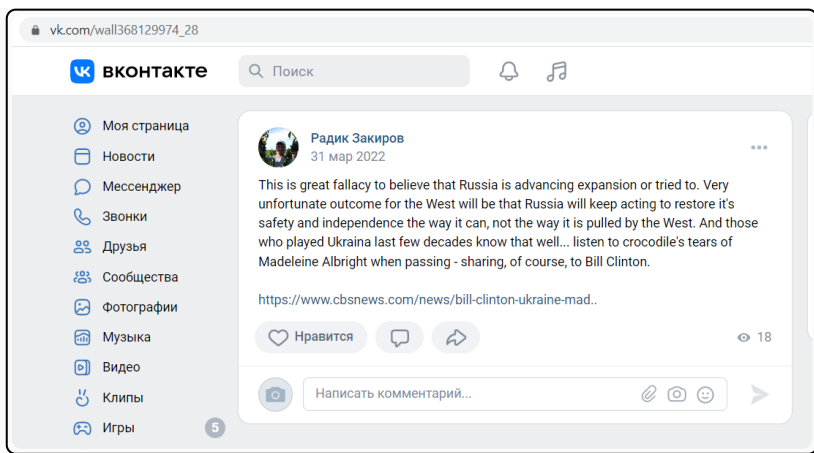 vk.com/wall368129974_28
вконтакте
Поиск
Моя страница
Новости
Мессенджер
Звонки
Друзья
Сообщества
Фотографии
Музыка
Видео
Клипы
Игры
5
Радик Закиров
31 мар 2022
This is great fallacy to believe that Russia is advancing expansion or tried to. Very
unfortunate outcome for the West will be that Russia will keep acting to restore it's
safety and independence the way it can, not the way it is pulled by the West. And those
who played Ukraina last few decades know that well... listen to crocodile's tears of
Madeleine Albright when passing - sharing, of course, to Bill Clinton.
https://www.cbsnews.com/news/bill-clinton-ukraine-mad..
Нравится
18
Написать комментарий...